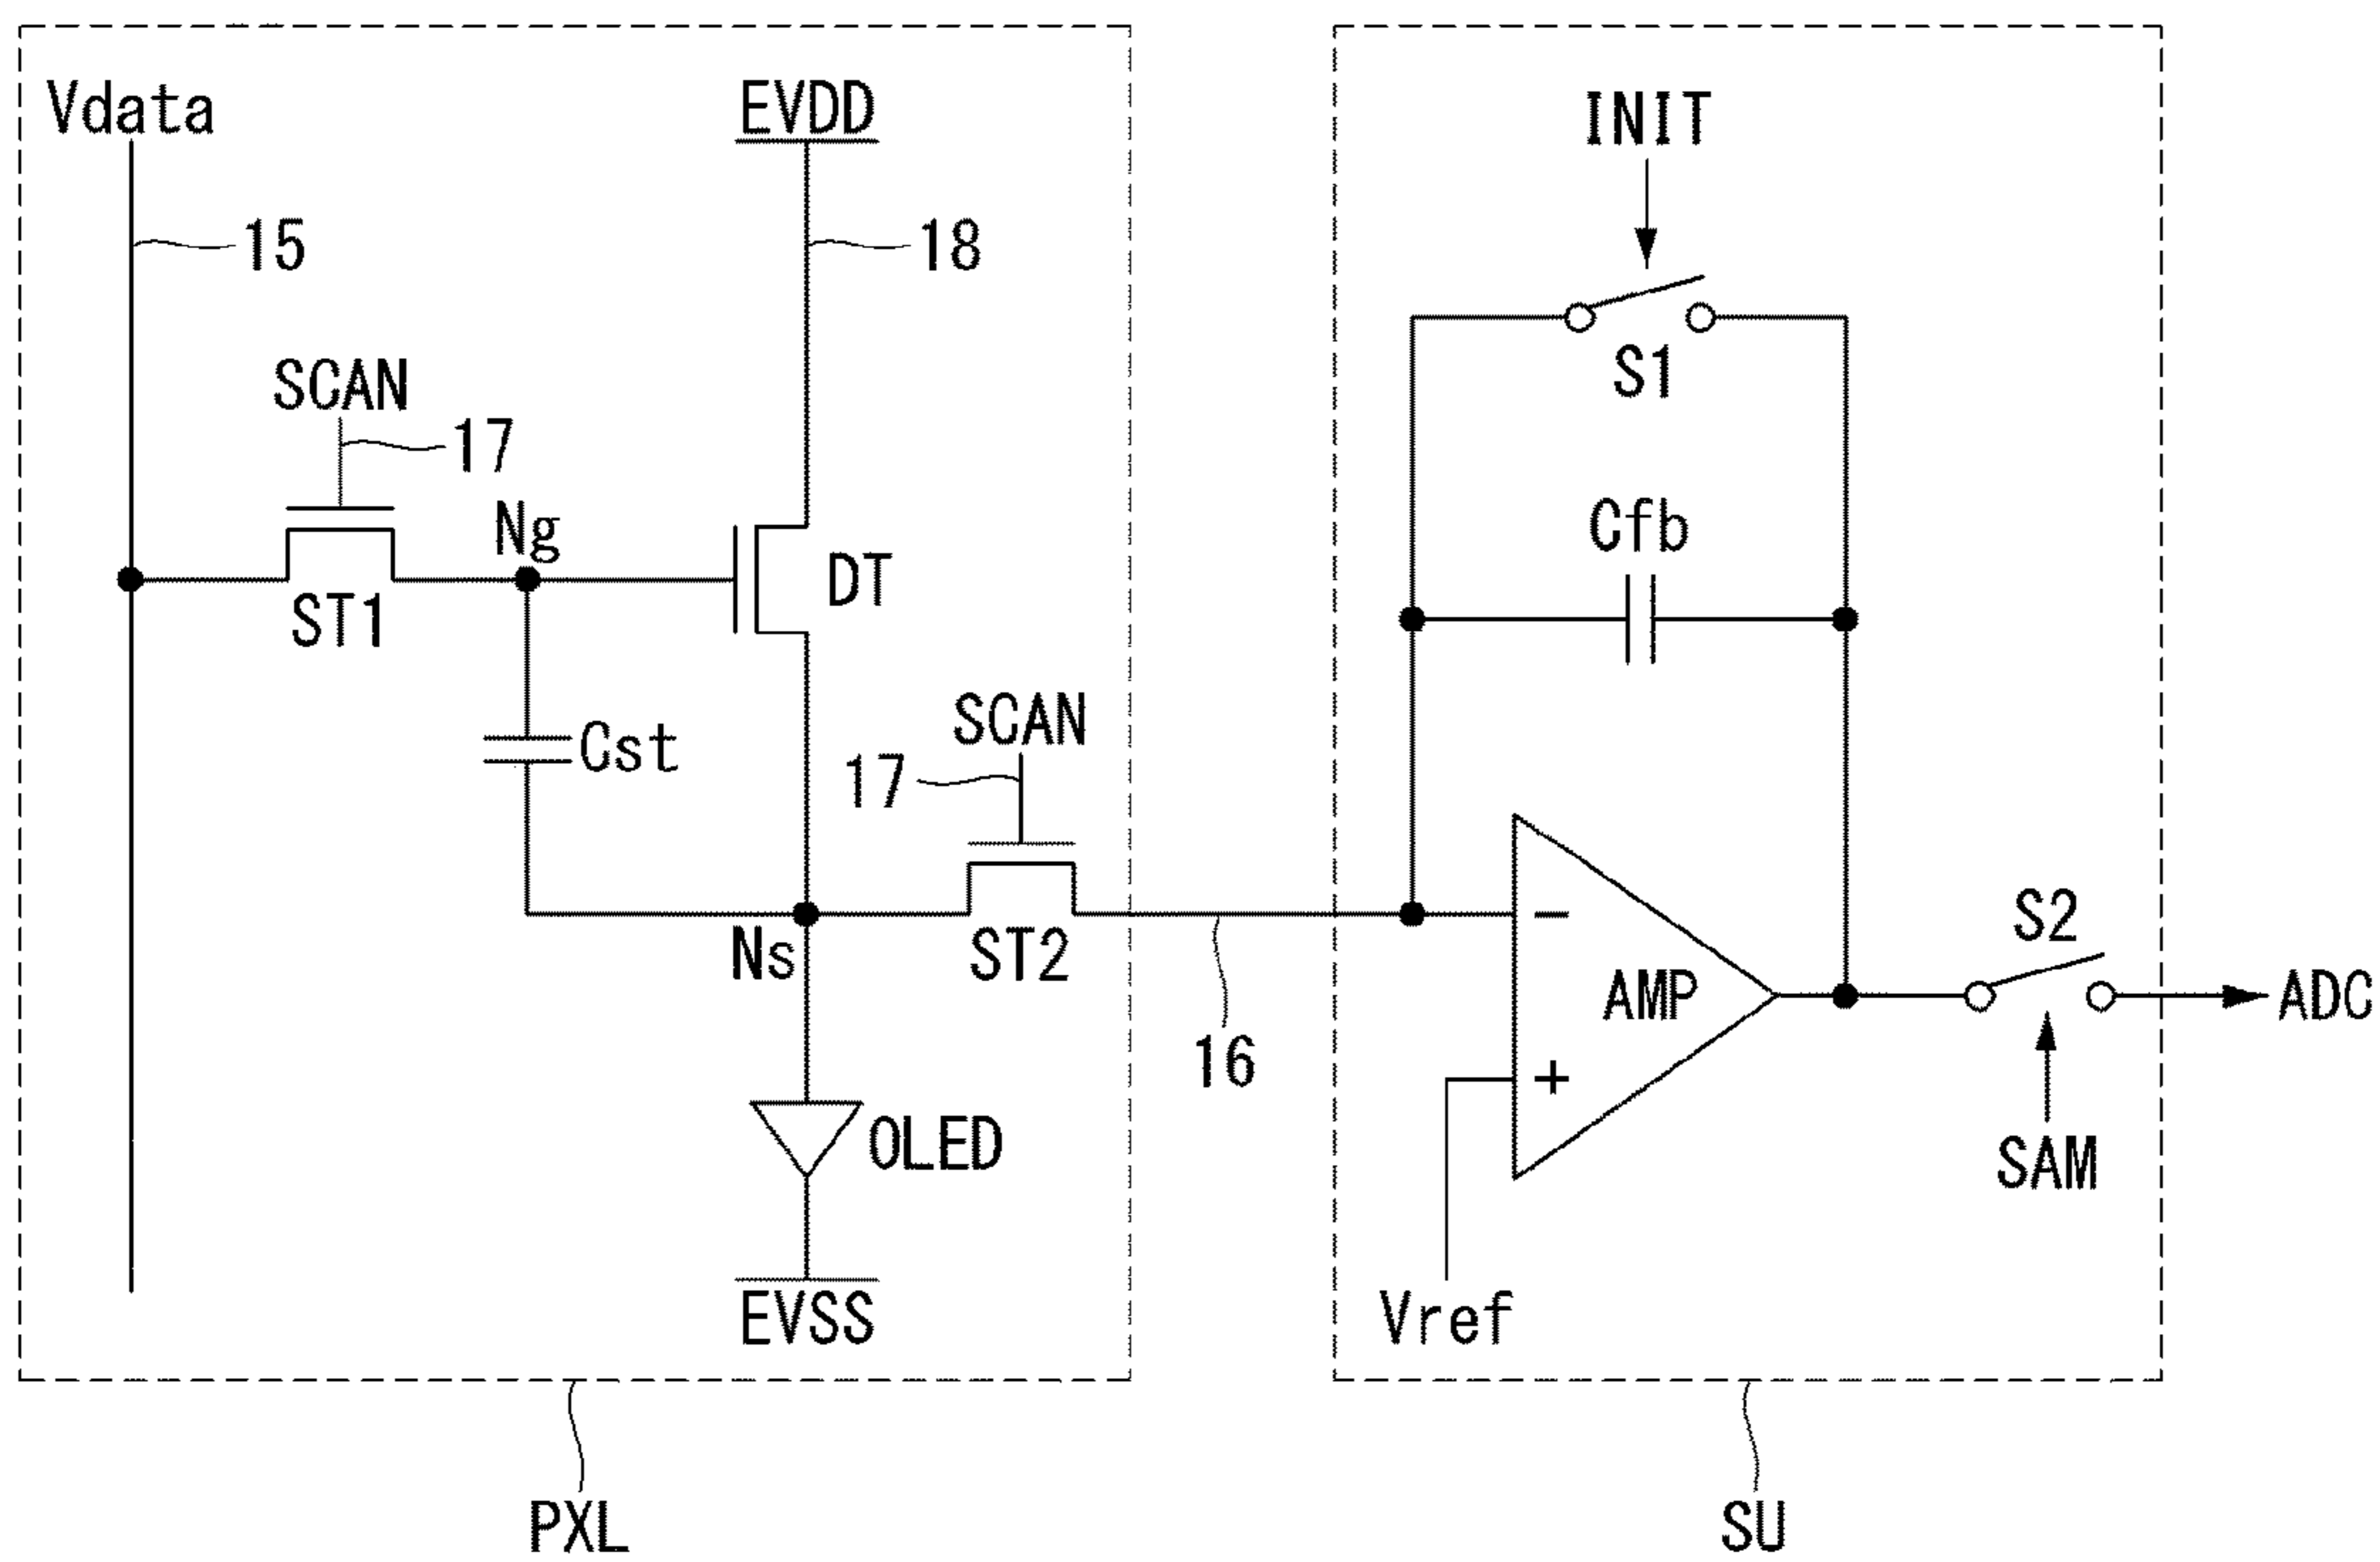 Vdata
EVDD
INIT
15
18
SCAN
17
S1
Ng
Cfb
ST1
DT
SCAN
Cst
17
S2
Ns
ST2
-
AMP
ADC
16
+
OLED
SAM
EVSS
Vref
PXL
SU